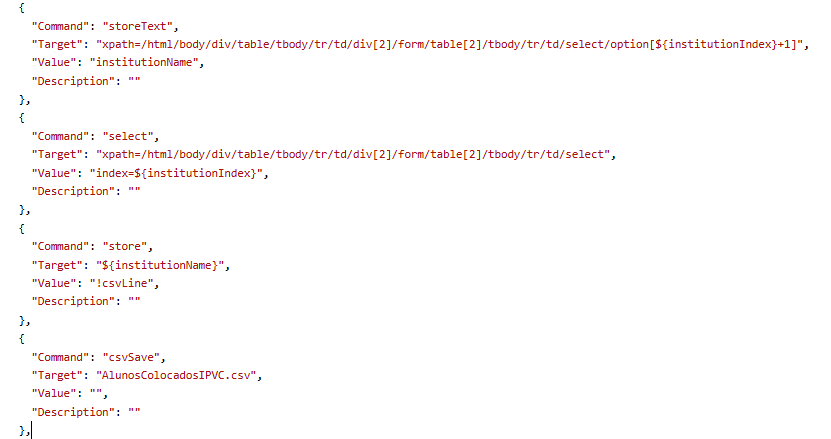 {
"Command": "storeText",
"Target": "xpath=/html/body/div/table/tbody/tr/td/div[2]/form/table[2]/tbody/tr/td/select/option[${institutionIndex}+1]",
"Value": "institutionName",
"Description": ""
},
{
"Command": "select",
"Target": "xpath=/html/body/div/table/tbody/tr/td/div[2]/form/table[2]/tbody/tr/td/select",
"Value": "index=${institutionIndex}",
"Description": ""
},
{
"Command": "store",
"Target": "${institutionName}",
"Value": "!csvLine",
"Description": ""
},
{
"Command": "csvSave",
"Target": "AlunosColocadosIPVC.csv",
"Value": "",
"Description": ""
},